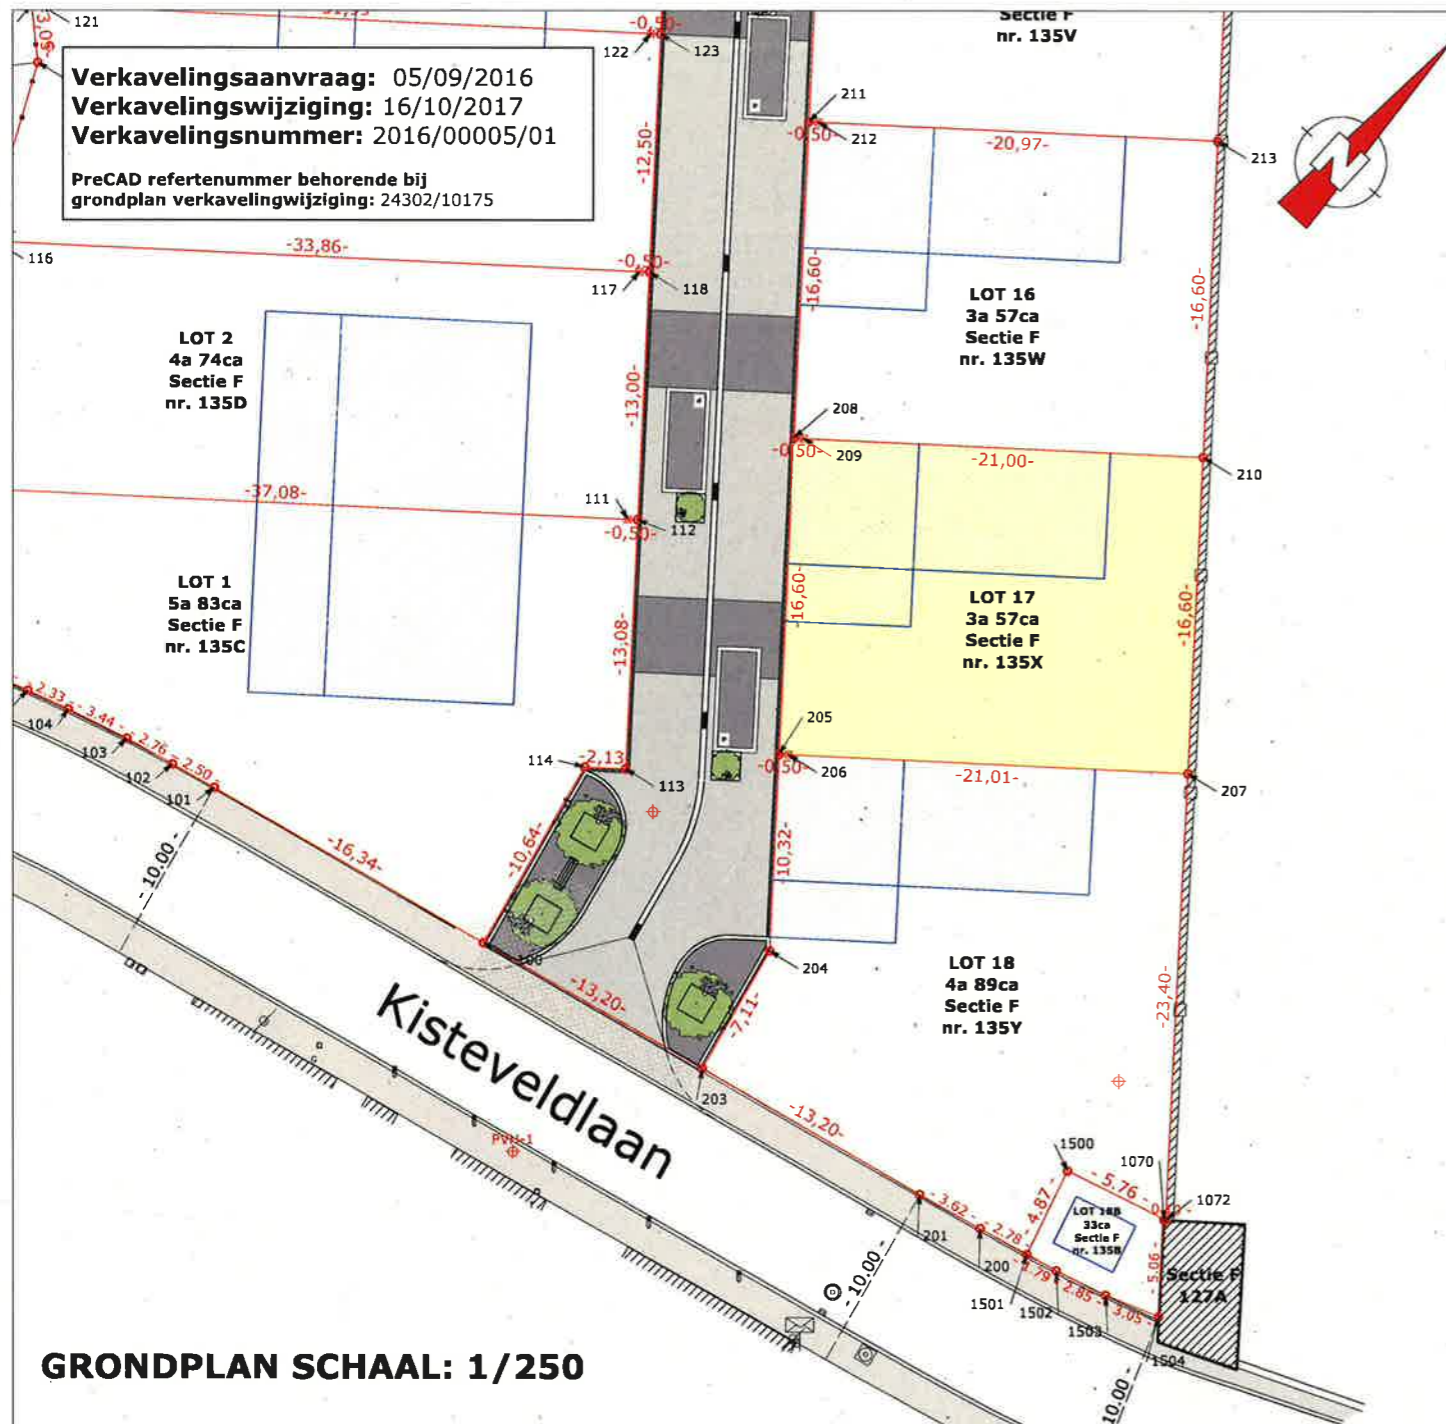 121
-0,50-
122
123
Sectie F
nr. 135V
Verkavelingsaanvraag: 05/09/2016
Verkavelingswijziging: 16/10/2017
Verkavelingsnummer: 2016/00005/01
PreCAD refertenummer behorende bij
grondplan verkavelingwijziging: 24302/10175
-12,50-
211
-0,50-
212
-20,97-
213
N
116
-33,86-
-0,50-
117
118
-16,60-
-16,60-
LOT 16
3a 57ca
Sectie F
nr. 135W
LOT 2
4a 74ca
Sectie F
nr. 135D
-13,00-
208
-0,50-
209
-21,00-
210
-37,08-
111
-0,50-
112
LOT 1
5a 83ca
Sectie F
nr. 135C
-13,08-
-16,60-
LOT 17
3a 57ca
Sectie F
nr. 135X
-16,60-
2.33
104
- 3.44 -
103
- 2.76 -
102
2.50
101
114
-2,13-
113
205
-0,50-
206
-21,01-
207
- 10.00 -
-16,34-
-10,64-
-10,32-
100
-13,20-
204
-7,11-
LOT 18
4a 89ca
Sectie F
nr. 135Y
-23,40-
Kisteveldlaan
203
-13,20-
PVH-1
1500
1070
- 5.76
1072
- 4.87 -
LOT 18B
33ca
Sectie F
nr. 135B
- 3.62 -
201
- 2.78 -
200
1501
1.79
1502
2.85
1503
3.05
1504
5.06
Sectie F
127A
- 10.00 -
10.00 -
GRONDPLAN SCHAAL: 1/250